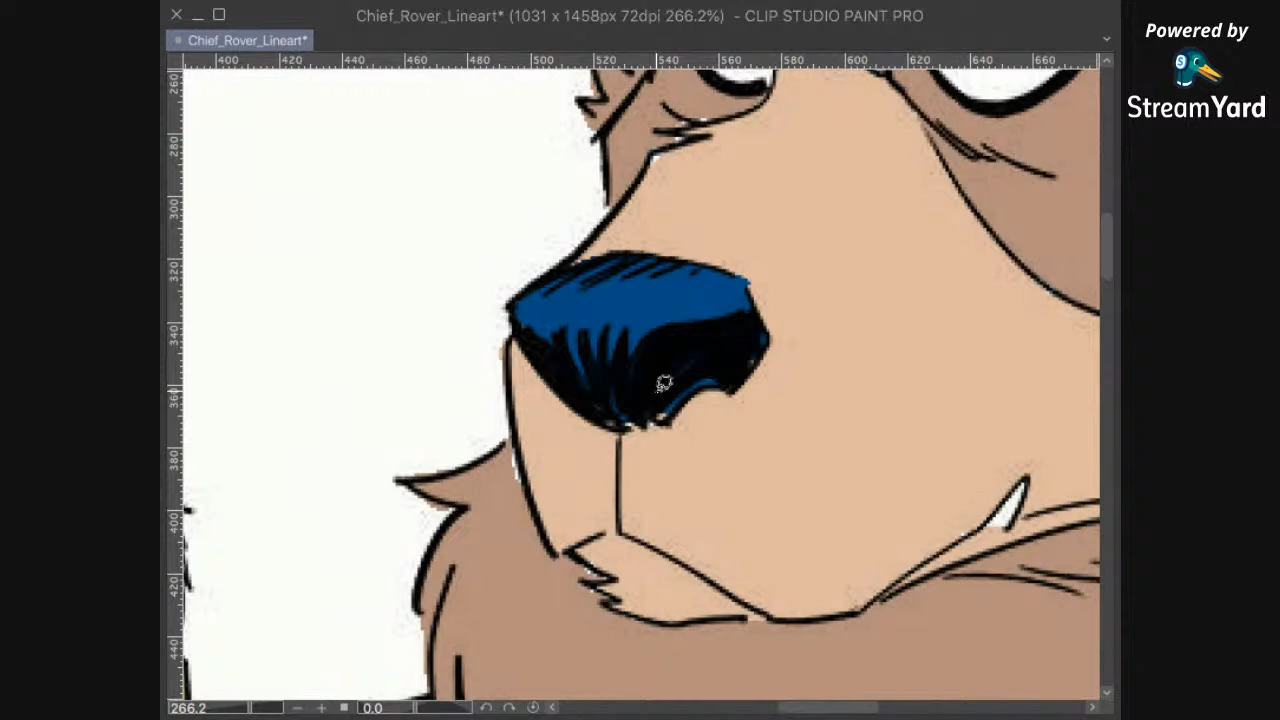 Chief_Rover_Lineart* (1031 x 1458px 72dpi 266.2%) - CLIP STUDIO PAINT PRO
Powered by
StreamYard
Chief_Rover_Lineart*
400 420 440 460 480 500 520 540 560 580 600 620 640 660
260
280
300
320
340
360
380
400
420
440
266.2 0.0